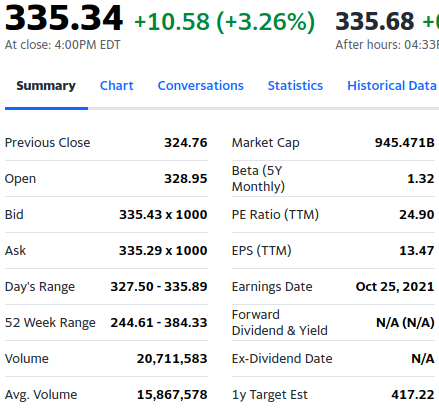 335.34 +10.58 (+3.26%) 335.68
At close: 4:00PM EDT After hours: 04:33
Summary Chart Conversations Statistics Historical Data
Previous Close 324.76 Market Cap 945.471B
Open 328.95 Beta (5Y
Monthly) 1.32
Bid 335.43 x 1000 PE Ratio (TTM) 24.90
Ask 335.29 x 1000 EPS (TTM) 13.47
Day's Range 327.50 - 335.89 Earnings Date Oct 25, 2021
52 Week Range 244.61 - 384.33 Forward
Dividend & Yield N/A (N/A)
Volume 20,711,583 Ex-Dividend Date N/A
Avg. Volume 15,867,578 1y Target Est 417.22